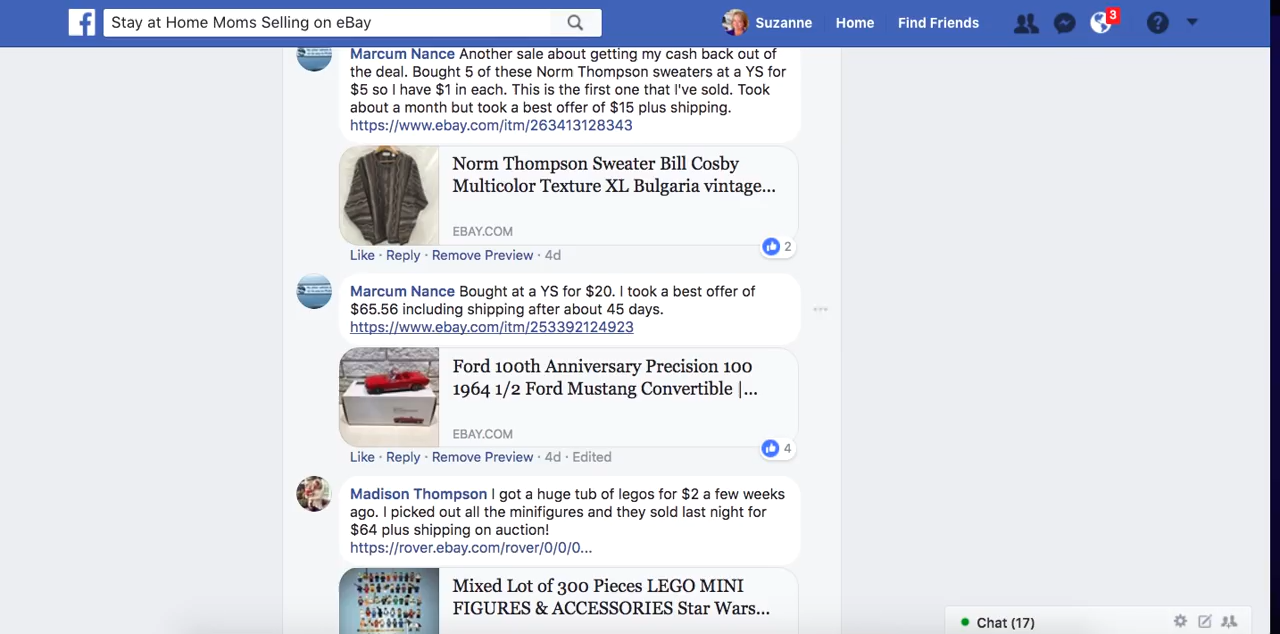 Stay at Home Moms Selling on eBay
Suzanne
Home
Find Friends
3
Marcum Nance Another sale about getting my cash back out of
the deal. Bought 5 of these Norm Thompson sweaters at a YS for
$5 so I have $1 in each. This is the first one that I've sold. Took
about a month but took a best offer of $15 plus shipping.
https://www.ebay.com/itm/263413128343
Norm Thompson Sweater Bill Cosby
Multicolor Texture XL Bulgaria vintage...
EBAY.COM
2
Like · Reply · Remove Preview · 4d
Marcum Nance Bought at a YS for $20. I took a best offer of
$65.56 including shipping after about 45 days.
https://www.ebay.com/itm/253392124923
Ford 100th Anniversary Precision 100
1964 1/2 Ford Mustang Convertible |...
EBAY.COM
4
Like · Reply · Remove Preview · 4d · Edited
Madison Thompson I got a huge tub of legos for $2 a few weeks
ago. I picked out all the minifigures and they sold last night for
$64 plus shipping on auction!
https://rover.ebay.com/rover/0/0/0...
Mixed Lot of 300 Pieces LEGO MINI
FIGURES & ACCESSORIES Star Wars...
Chat (17)